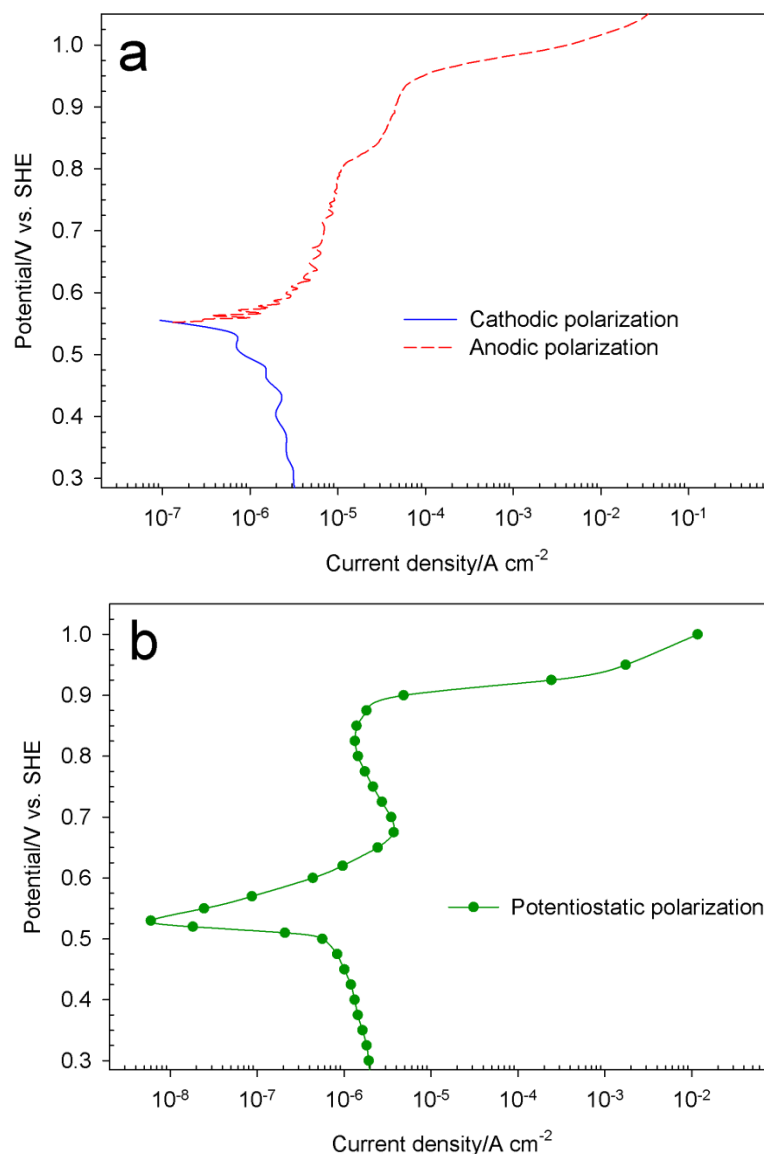 a
1.0
0.9
0.8
0.7
0.6
0.5
0.4
0.3
Potential/V vs. SHE
Cathodic polarization
Anodic polarization
10⁻⁷ 10⁻⁶ 10⁻⁵ 10⁻⁴ 10⁻³ 10⁻² 10⁻¹
Current density/A cm⁻²
b
1.0
0.9
0.8
0.7
0.6
0.5
0.4
0.3
Potential/V vs. SHE
Potentiostatic polarization
10⁻⁸ 10⁻⁷ 10⁻⁶ 10⁻⁵ 10⁻⁴ 10⁻³ 10⁻²
Current density/A cm⁻²